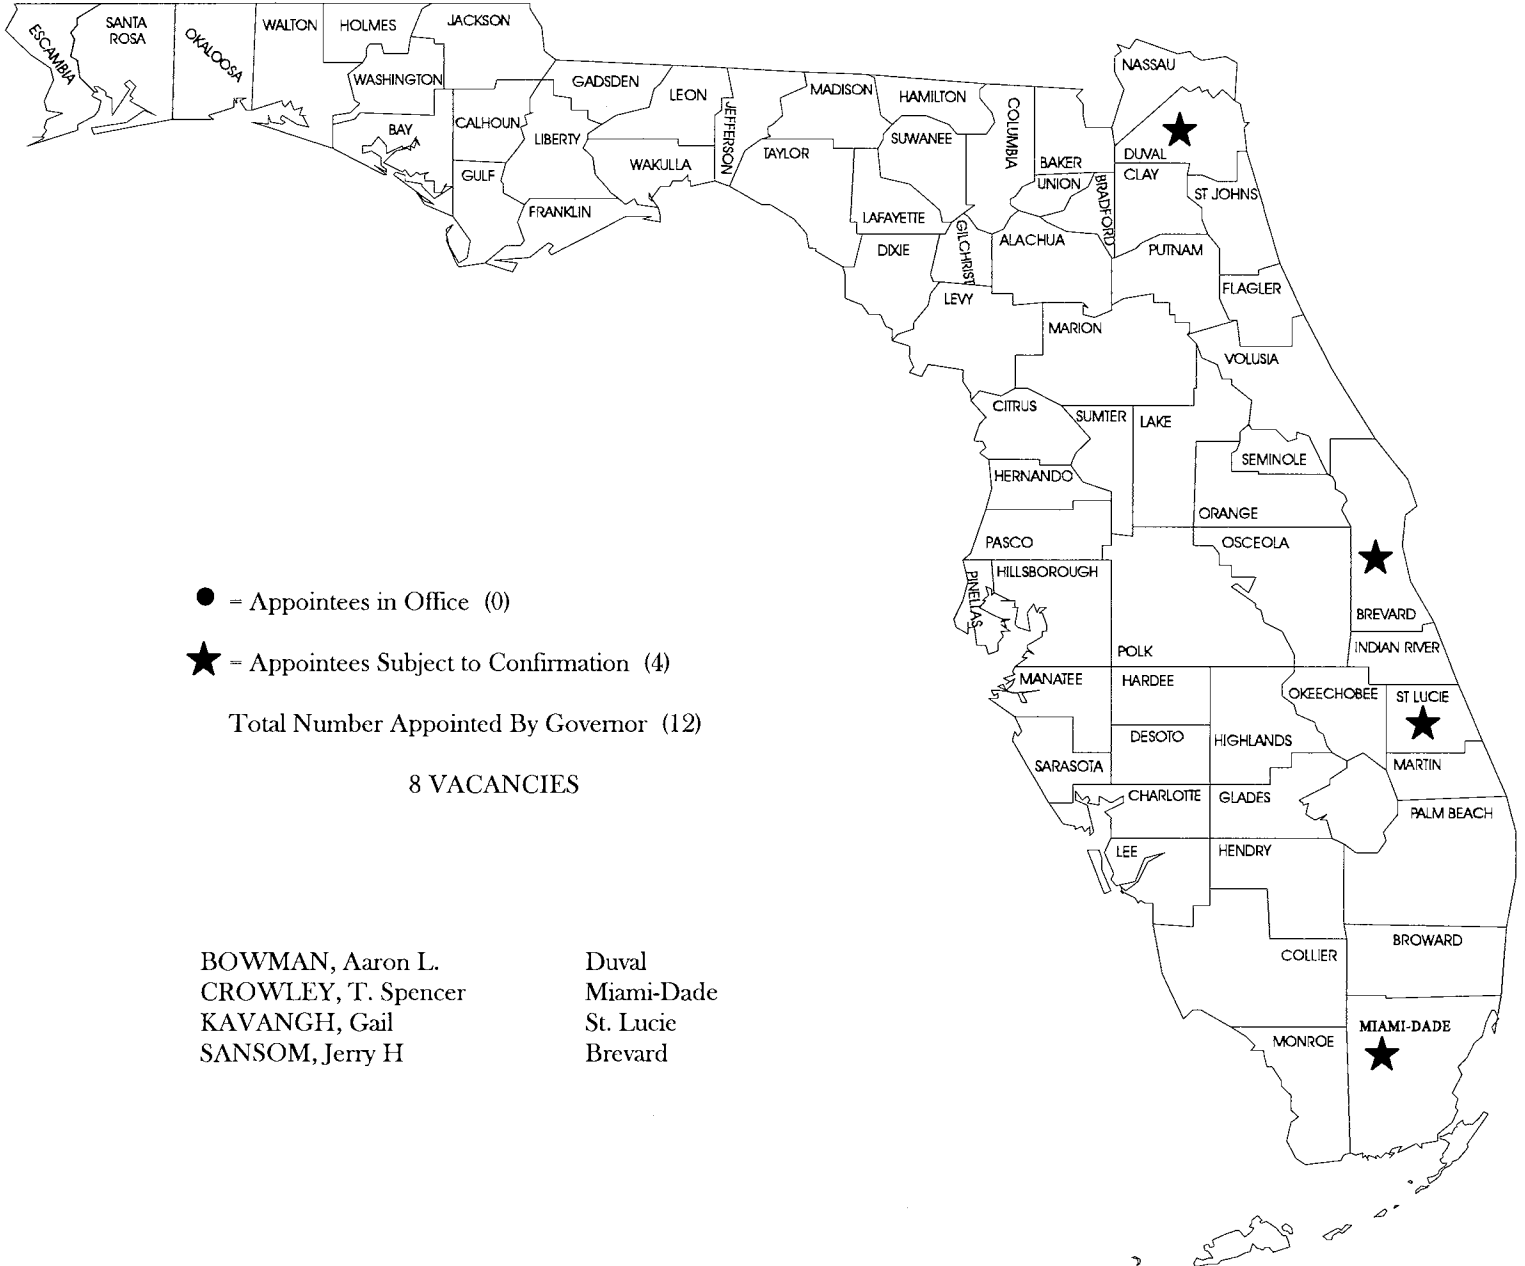 ESCAMBIA
SANTA
ROSA
OKALOOSA
WALTON
HOLMES
JACKSON
WASHINGTON
BAY
CALHOUN
GULF
GADSDEN
LIBERTY
FRANKLIN
LEON
WAKULLA
JEFFERSON
MADISON
TAYLOR
HAMILTON
SUWANEE
LAFAYETTE
DIXIE
COLUMBIA
GILCHRIST
BAKER
UNION
BRADFORD
ALACHUA
LEVY
NASSAU
DUVAL
CLAY
ST JOHNS
PUTNAM
FLAGLER
MARION
VOLUSIA
CITRUS
SUMTER
LAKE
SEMINOLE
HERNANDO
ORANGE
PASCO
OSCEOLA
PINELLAS
HILLSBOROUGH
BREVARD
POLK
INDIAN RIVER
MANATEE
HARDEE
OKEECHOBEE
ST LUCIE
DESOTO
HIGHLANDS
SARASOTA
MARTIN
CHARLOTTE
GLADES
PALM BEACH
LEE
HENDRY
BROWARD
COLLIER
MIAMI-DADE
MONROE
= Appointees in Office (0)
= Appointees Subject to Confirmation (4)
Total Number Appointed By Governor (12)
8 VACANCIES
BOWMAN, Aaron L. Duval
CROWLEY, T. Spencer Miami-Dade
KAVANGH, Gail St. Lucie
SANSOM, Jerry H Brevard